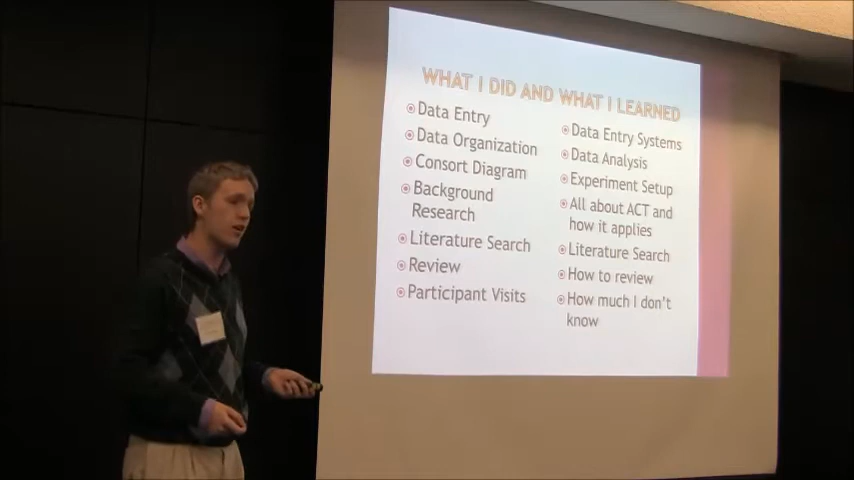 WHAT I DID AND WHAT I LEARNED
Data Entry
Data Organization
Consort Diagram
Background
Research
Literature Search
Review
Participant Visits
Data Entry Systems
Data Analysis
Experiment Setup
All about ACT and
how it applies
Literature Search
How to review
How much I don't
know